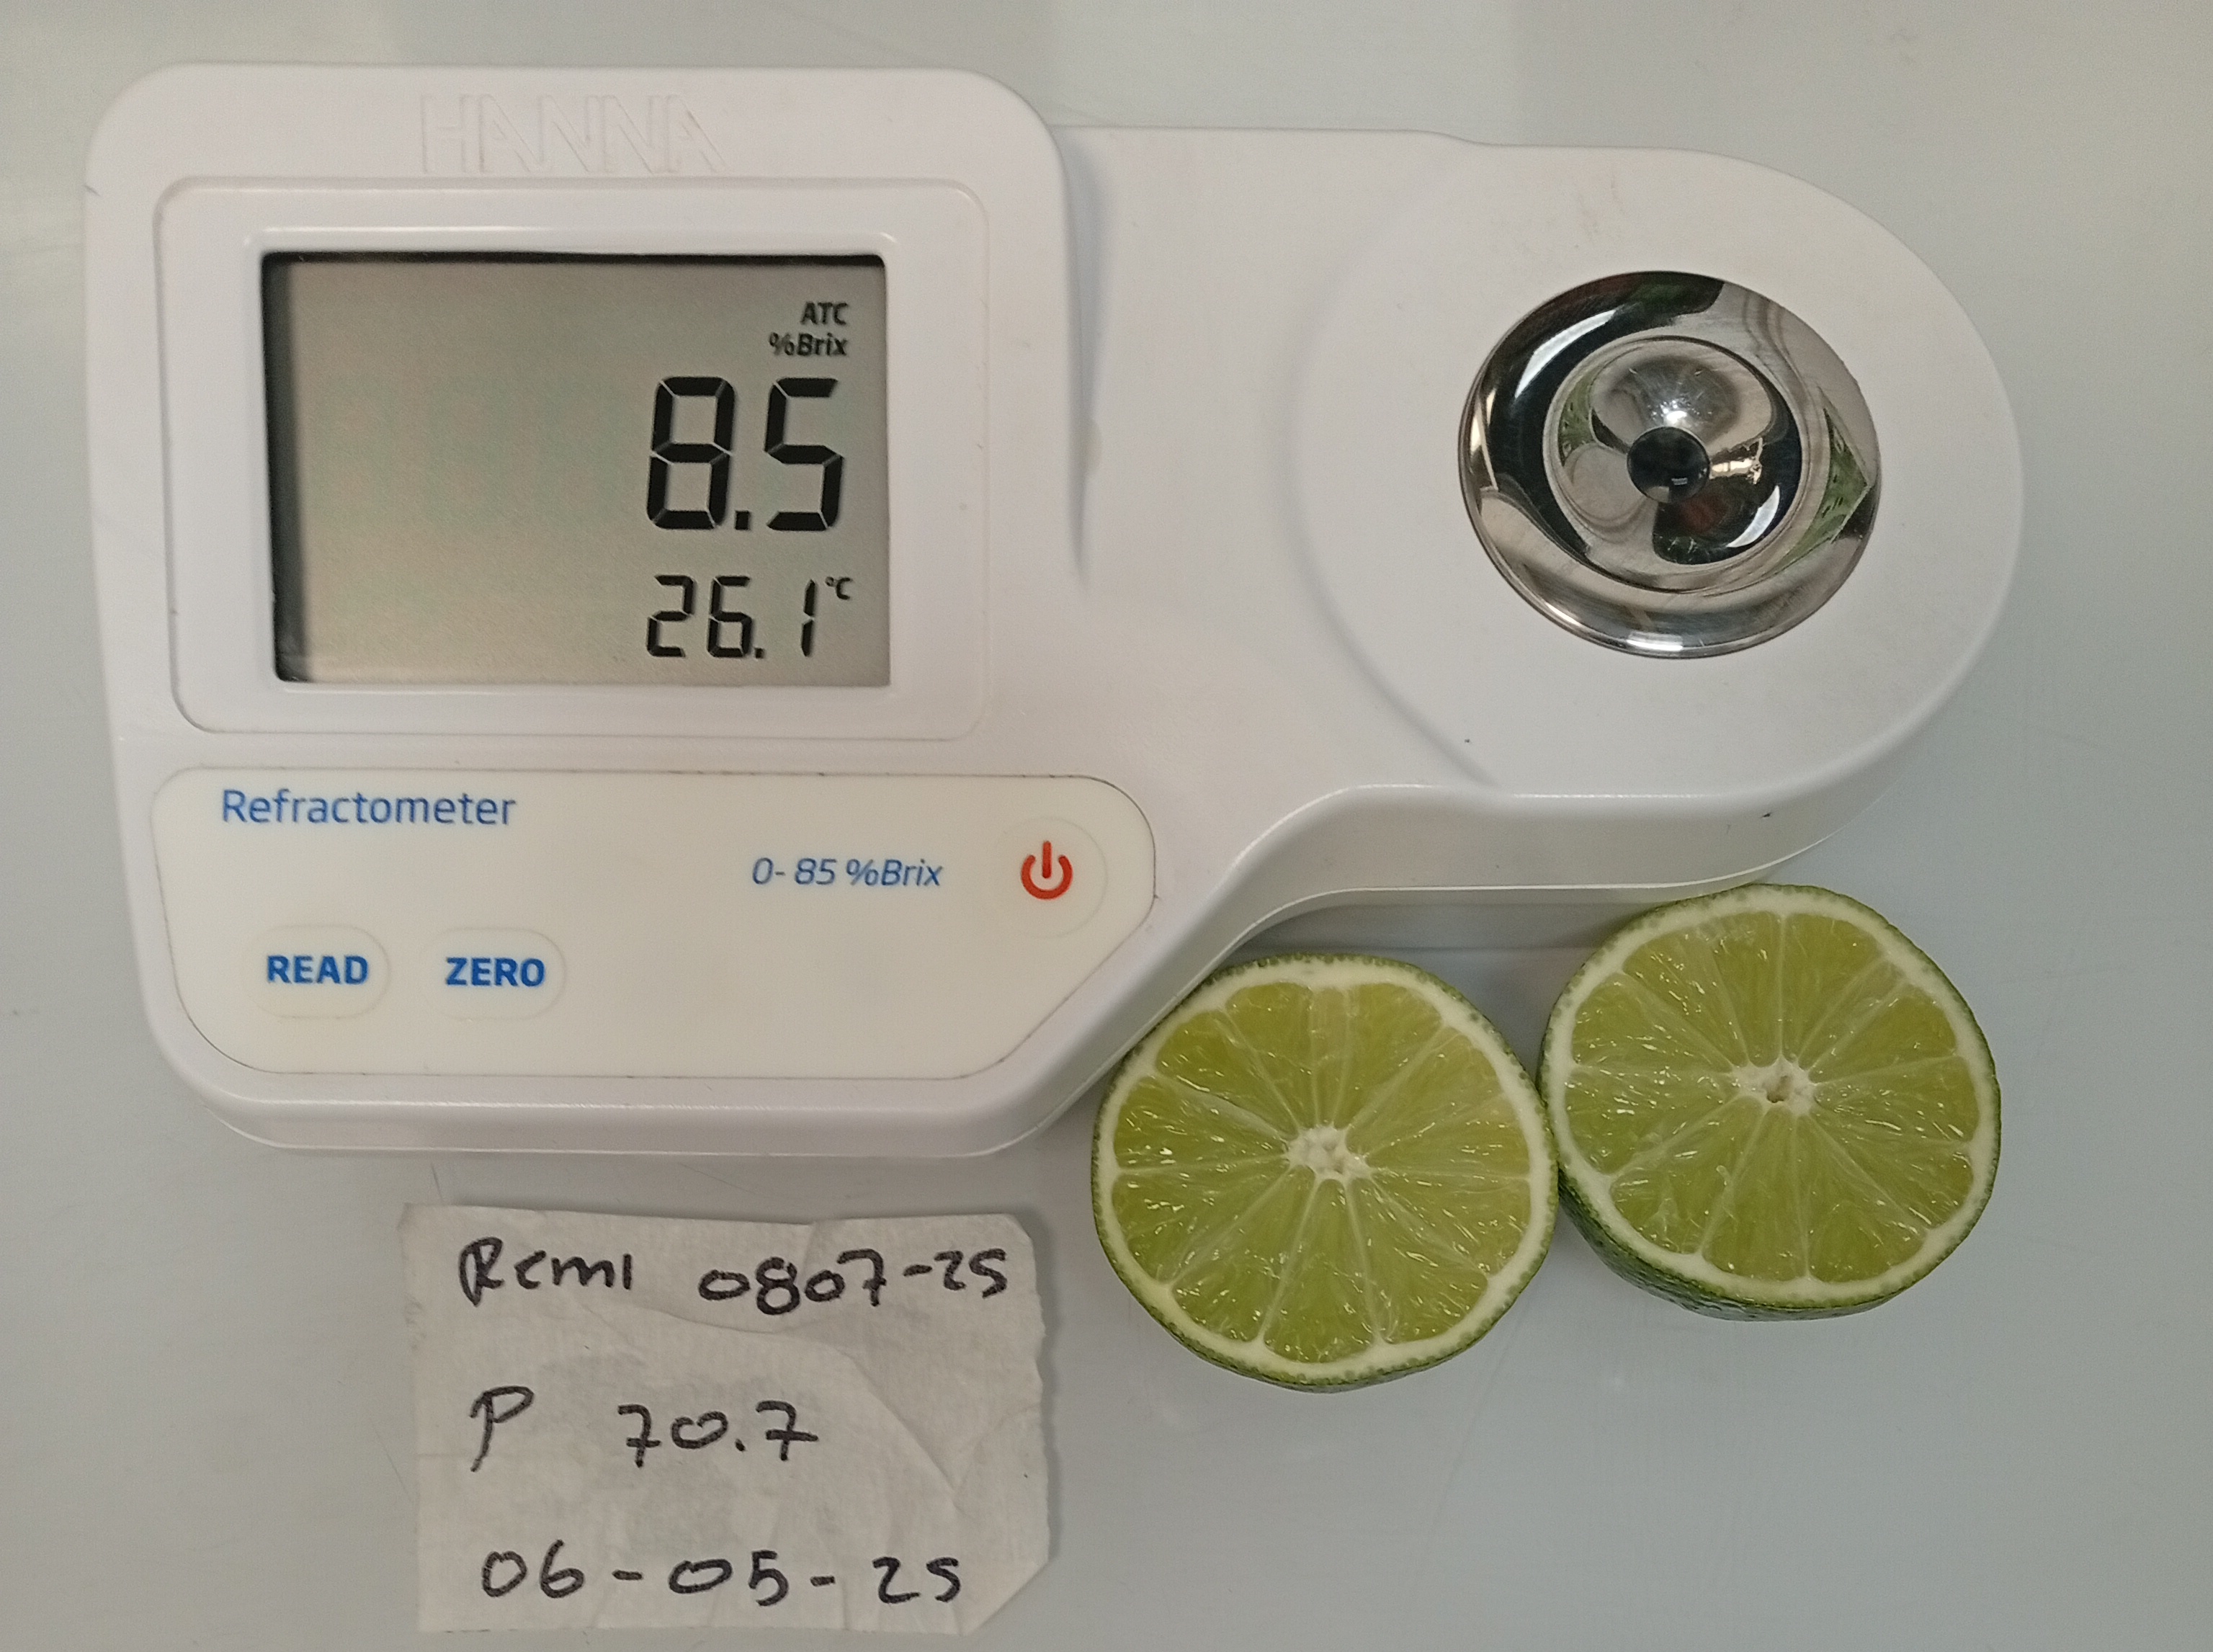 HANNA
ATC
%Brix
8.5
26.1 °C
Refractometer
0-85 %Brix
READ ZERO
Rcml 0807-25
P 70.7
06-05-25